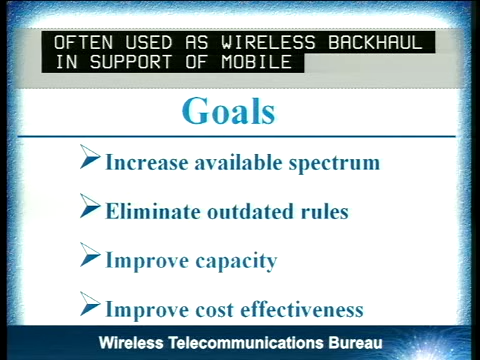 OFTEN USED AS WIRELESS BACKHAUL
IN SUPPORT OF MOBILE
Goals
Increase available spectrum
Eliminate outdated rules
Improve capacity
Improve cost effectiveness
Wireless Telecommunications Bureau